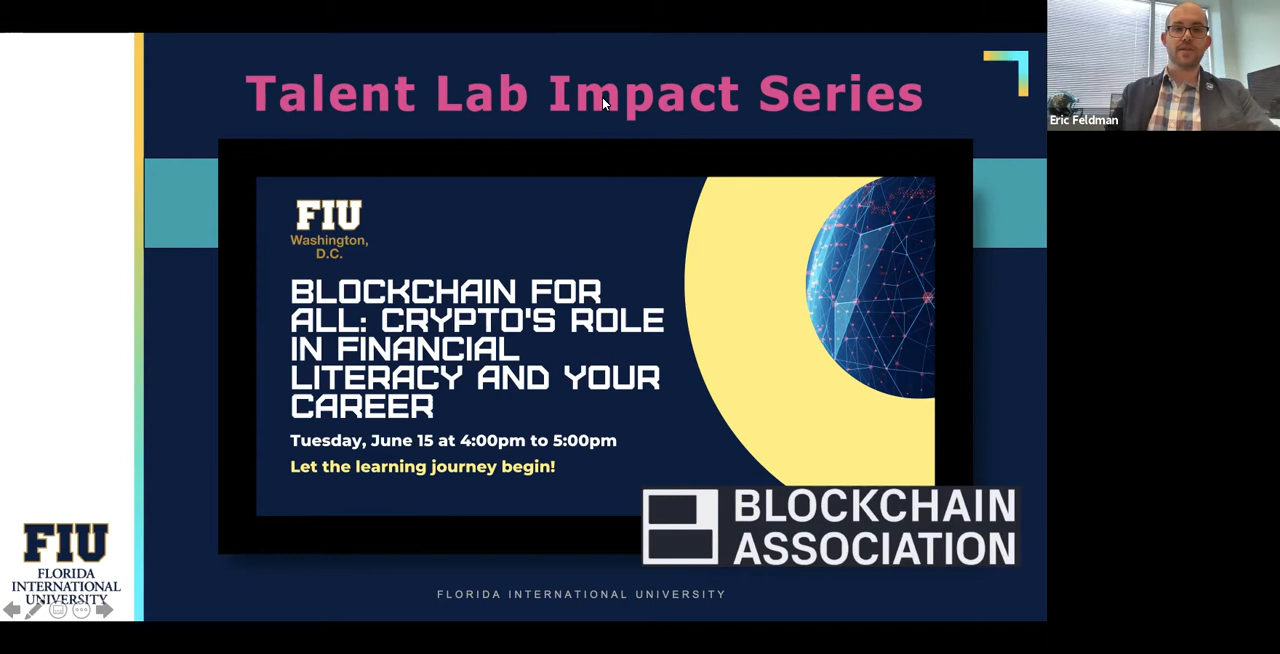 Talent Lab Impact Series
Eric Feldman
FIU
Washington,
D.C.
BLOCKCHAIN FOR
ALL: CRYPTO'S ROLE
IN FINANCIAL
LITERACY AND YOUR
CAREER
Tuesday, June 15 at 4:00pm to 5:00pm
Let the learning journey begin!
BLOCKCHAIN
ASSOCIATION
FIU
FLORIDA
INTERNATIONAL
UNIVERSITY
FLORIDA INTERNATIONAL UNIVERSITY